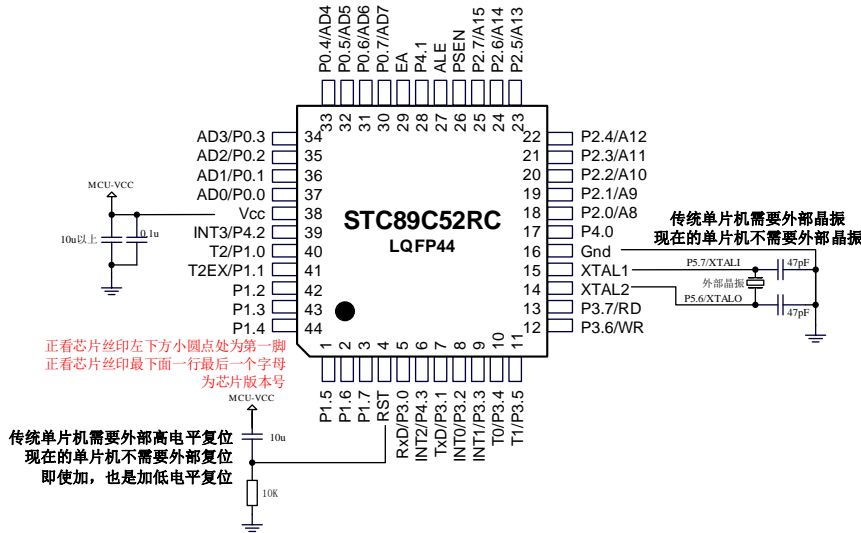 P0.4/AD4
P0.5/AD5
P0.6/AD6
P0.7/AD7
EA
P4.1
ALE
PSEN
P2.7/A15
P2.6/A14
P2.5/A13
33
32
31
30
29
28
27
26
25
24
23
AD3/P0.3 34
AD2/P0.2 35
AD1/P0.1 36
AD0/P0.0 37
Vcc 38
INT3/P4.2 39
T2/P1.0 40
T2EX/P1.1 41
P1.2 42
P1.3 43
P1.4 44
MCU-VCC
10u以上
0.1u
STC89C52RC
LQFP44
22 P2.4/A12
21 P2.3/A11
20 P2.2/A10
19 P2.1/A9
18 P2.0/A8
17 P4.0
16 Gnd
15 XTAL1
14 XTAL2
13 P3.7/RD
12 P3.6/WR
传统单片机需要外部晶振
现在的单片机不需要外部晶振
P5.7/XTALI
47pF
外部晶振
P5.6/XTALO
47pF
正看芯片丝印左下方小圆点处为第一脚
正看芯片丝印最下面一行最后一个字母
为芯片版本号
1
2
3
4
5
6
7
8
9
10
11
P1.5
P1.6
P1.7
RST
RxD/P3.0
INT2/P4.3
TxD/P3.1
INT0/P3.2
INT1/P3.3
T0/P3.4
T1/P3.5
MCU-VCC
10u
传统单片机需要外部高电平复位
现在的单片机不需要外部复位
即使加，也是加低电平复位
10K